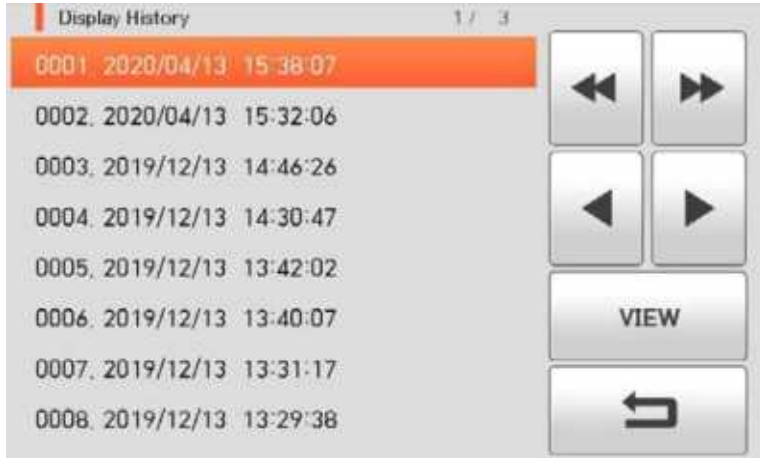 Display History 1/ 3
0001. 2020/04/13 15:38:07
0002. 2020/04/13 15:32:06
0003. 2019/12/13 14:46:26
0004. 2019/12/13 14:30:47
0005. 2019/12/13 13:42:02
0006. 2019/12/13 13:40:07
0007. 2019/12/13 13:31:17
0008. 2019/12/13 13:29:38
VIEW